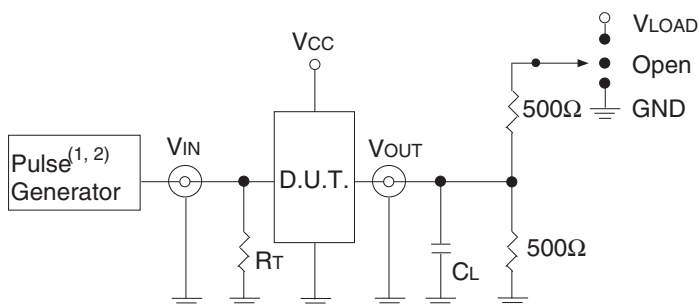 VLOAD
Open
GND
VCC
500Ω
Pulse(1, 2)
Generator
VIN
D.U.T.
VOUT
RT
CL
500Ω